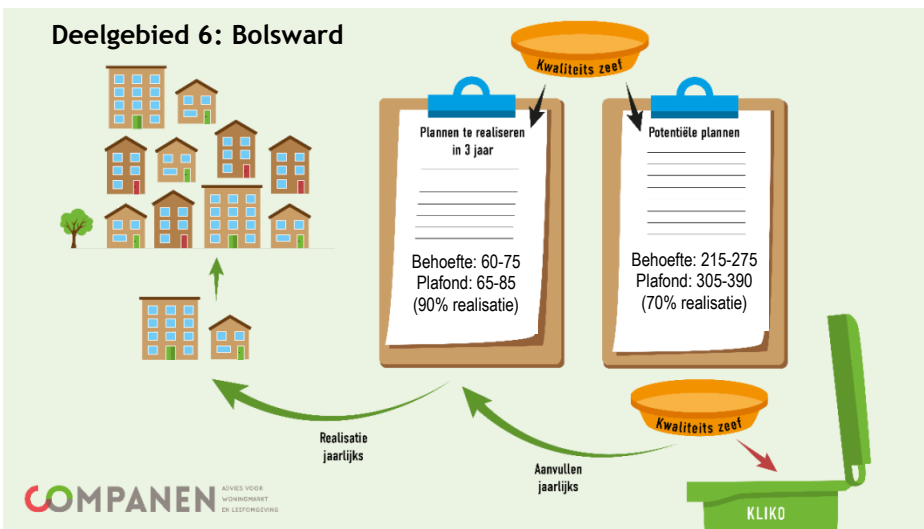 Deelgebied 6: Bolsward
Kwaliteits zeef
Plannen te realiseren
in 3 jaar
Behoefte: 60-75
Plafond: 65-85
(90% realisatie)
Potentiële plannen
Behoefte: 215-275
Plafond: 305-390
(70% realisatie)
Kwaliteits zeef
Realisatie
jaarlijks
Aanvullen
jaarlijks
KLIKO
COMPANEN
ADVIES VOOR
WONINGMARKT
EN LEEFOMGEVING